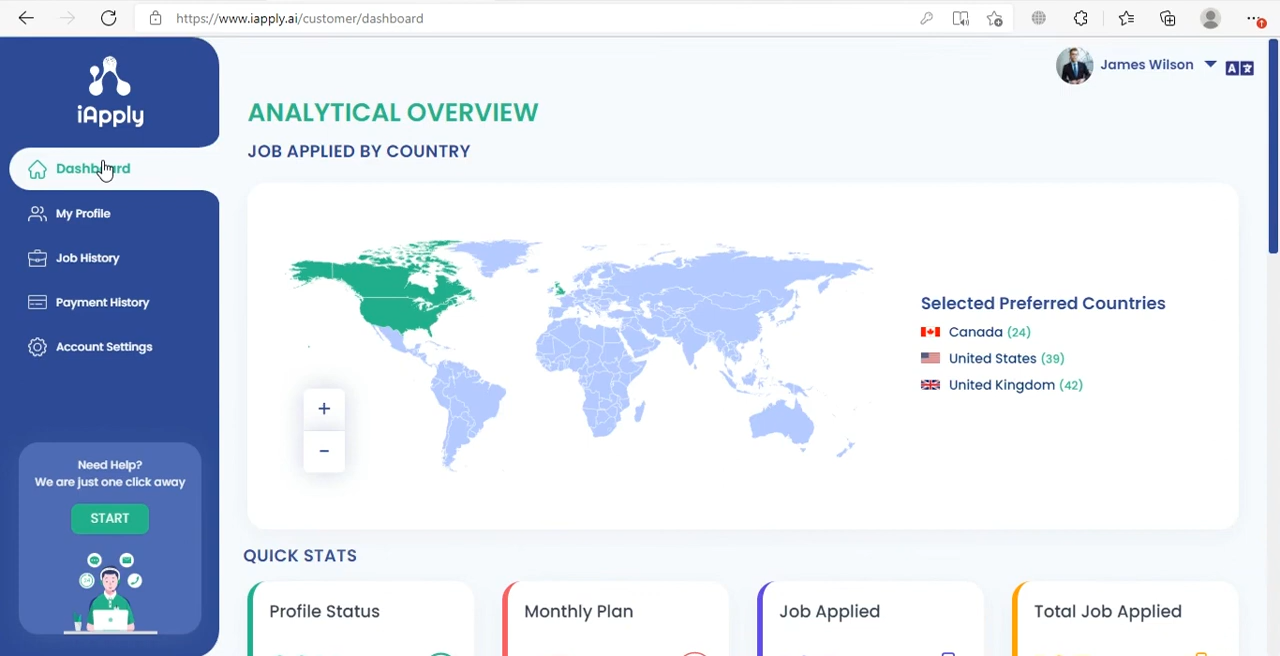 https://www.iapply.ai/customer/dashboard
James Wilson
A
iApply
Dashboard
My Profile
Job History
Payment History
Account Settings
Need Help?
We are just one click away
START
ANALYTICAL OVERVIEW
JOB APPLIED BY COUNTRY
+
−
Selected Preferred Countries
Canada (24)
United States (39)
United Kingdom (42)
QUICK STATS
Profile Status
Monthly Plan
Job Applied
Total Job Applied